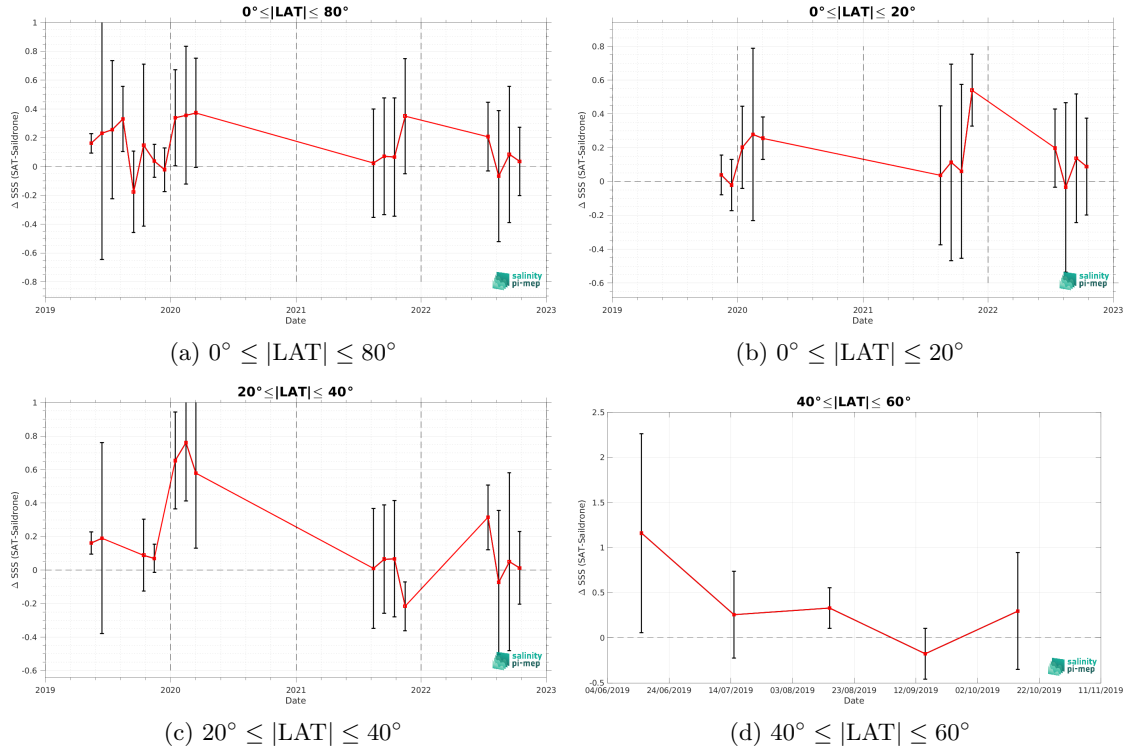 0°≤|LAT|≤ 80°
Δ SSS (SAT-Saildrone)
1
0.8
0.6
0.4
0.2
0
-0.2
-0.4
-0.6
-0.8
2019
2020
2021
2022
2023
Date
salinity
pi-mep
(a) 0° ≤ |LAT| ≤ 80°
0°≤|LAT|≤ 20°
Δ SSS (SAT-Saildrone)
0.8
0.6
0.4
0.2
0
-0.2
-0.4
-0.6
2019
2020
2021
2022
2023
Date
salinity
pi-mep
(b) 0° ≤ |LAT| ≤ 20°
20°≤|LAT|≤ 40°
Δ SSS (SAT-Saildrone)
1
0.8
0.6
0.4
0.2
0
-0.2
-0.4
-0.6
2019
2020
2021
2022
2023
Date
salinity
pi-mep
(c) 20° ≤ |LAT| ≤ 40°
40°≤|LAT|≤ 60°
Δ SSS (SAT-Saildrone)
2.5
2
1.5
1
0.5
0
-0.5
04/06/2019
24/06/2019
14/07/2019
03/08/2019
23/08/2019
12/09/2019
02/10/2019
22/10/2019
11/11/2019
Date
salinity
pi-mep
(d) 40° ≤ |LAT| ≤ 60°